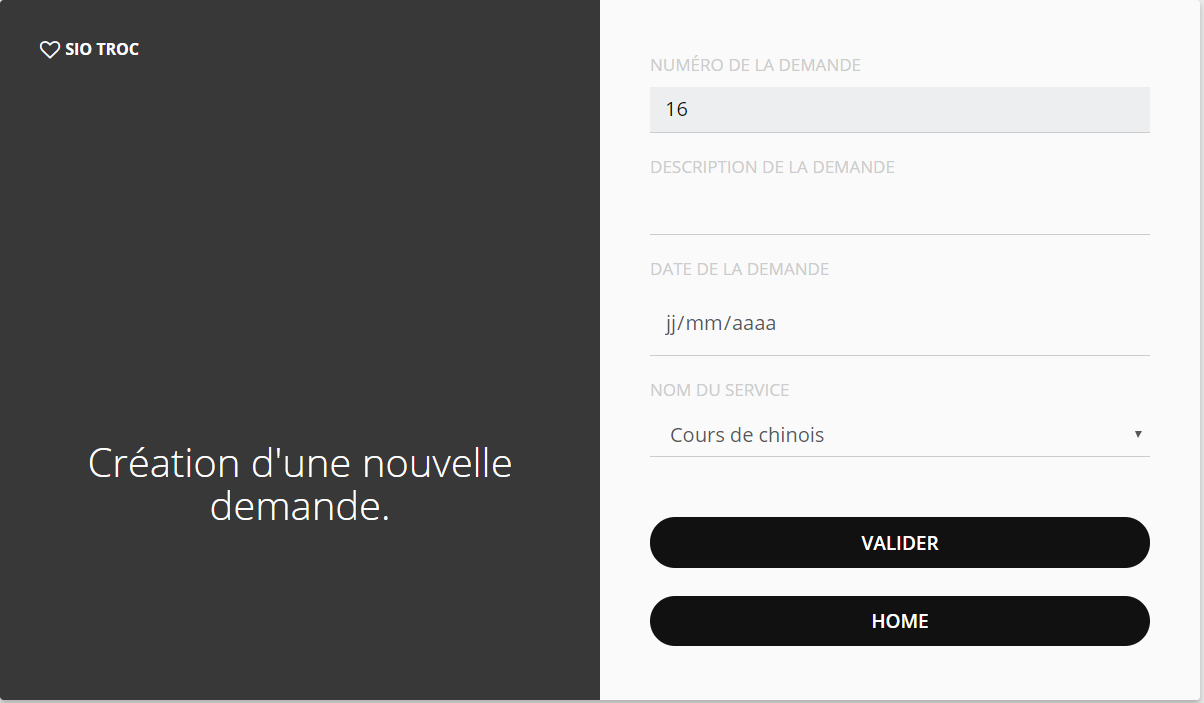 SIO TROC
Création d'une nouvelle
demande.
NUMÉRO DE LA DEMANDE
16
DESCRIPTION DE LA DEMANDE
DATE DE LA DEMANDE
jj/mm/aaaa
NOM DU SERVICE
Cours de chinois
VALIDER
HOME